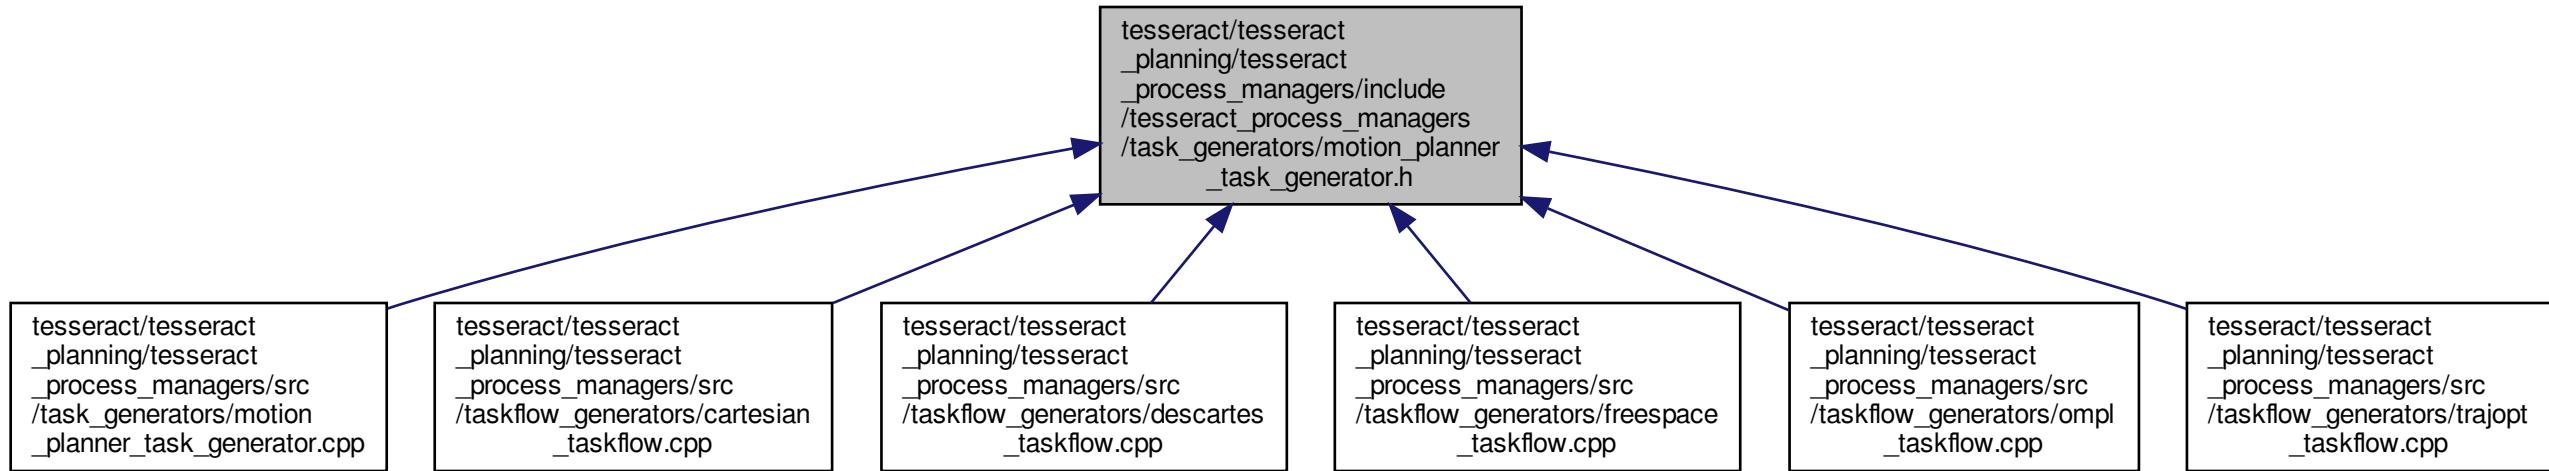 tesseract/tesseract
_planning/tesseract
_process_managers/include
/tesseract_process_managers
/task_generators/motion_planner
_task_generator.h
tesseract/tesseract
_planning/tesseract
_process_managers/src
/task_generators/motion
_planner_task_generator.cpp
tesseract/tesseract
_planning/tesseract
_process_managers/src
/taskflow_generators/cartesian
_taskflow.cpp
tesseract/tesseract
_planning/tesseract
_process_managers/src
/taskflow_generators/descartes
_taskflow.cpp
tesseract/tesseract
_planning/tesseract
_process_managers/src
/taskflow_generators/freespace
_taskflow.cpp
tesseract/tesseract
_planning/tesseract
_process_managers/src
/taskflow_generators/ompl
_taskflow.cpp
tesseract/tesseract
_planning/tesseract
_process_managers/src
/taskflow_generators/trajopt
_taskflow.cpp